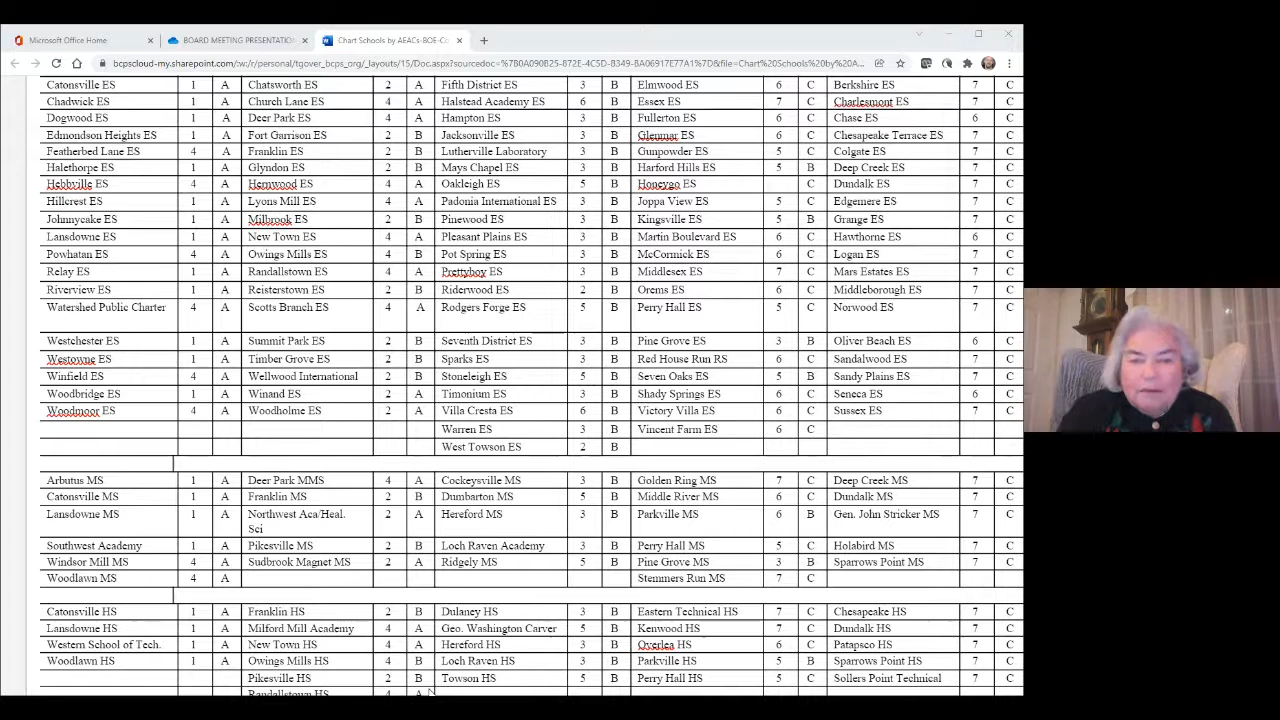 Microsoft Office Home
BOARD MEETING PRESENTATION
Chart Schools by AEACs-BOE-Co
bcpscloud-my.sharepoint.com/:w:/r/personal/tgover_bcps_org/_layouts/15/Doc.aspx?sourcedoc=%7B0A090B25-872E-4C5D-8349-631F77A17A1A%7D&file=Chart%20Schools%20by%20A...
Catonsville ES 1 A Chatsworth ES 2 A Fifth District ES 3 B Elmwood ES 6 C Berkshire ES 7 C
Chadwick ES 1 A Church Lane ES 4 A Halstead Academy ES 6 B Essex ES 7 C Charlesmont ES 7 C
Dogwood ES 1 A Deer Park ES 4 A Hampton ES 3 B Fullerton ES 6 C Chase ES 6 C
Edmondson Heights ES 1 A Fort Garrison ES 2 B Jacksonville ES 3 B Glenmar ES 6 C Chesapeake Terrace ES 7 C
Featherbed Lane ES 4 A Franklin ES 2 B Lutherville Laboratory 3 B Gunpowder ES 5 C Colgate ES 7 C
Halethorpe ES 1 A Glyndon ES 2 B Mays Chapel ES 3 B Harford Hills ES 5 B Deep Creek ES 7 C
Hebbville ES 4 A Hernwood ES 4 A Oakleigh ES 5 B Honeygo ES C Dundalk ES 7 C
Hillcrest ES 1 A Lyons Mill ES 4 A Padonia International ES 3 B Joppa View ES 5 C Edgemere ES 7 C
Johnnycake ES 1 A Milbrook ES 2 B Pinewood ES 3 B Kingsville ES 5 B Grange ES 7 C
Lansdowne ES 1 A New Town ES 4 A Pleasant Plains ES 3 B Martin Boulevard ES 6 C Hawthorne ES 6 C
Powhatan ES 4 A Owings Mills ES 4 B Pot Spring ES 3 B McCormick ES 6 C Logan ES 7 C
Relay ES 1 A Randallstown ES 4 A Prettyboy ES 3 B Middlesex ES 7 C Mars Estates ES 7 C
Riverview ES 1 A Reisterstown ES 2 B Riderwood ES 2 B Orems ES 6 C Middleborough ES 7 C
Watershed Public Charter 4 A Scotts Branch ES 4 A Rodgers Forge ES 5 B Perry Hall ES 5 C Norwood ES 7 C
Westchester ES 1 A Summit Park ES 2 B Seventh District ES 3 B Pine Grove ES 3 B Oliver Beach ES 6 C
Westowne ES 1 A Timber Grove ES 2 B Sparks ES 3 B Red House Run RS 6 C Sandalwood ES 7 C
Winfield ES 4 A Wellwood International 2 B Stoneleigh ES 5 B Seven Oaks ES 5 B Sandy Plains ES 7 C
Woodbridge ES 1 A Winand ES 2 A Timonium ES 3 B Shady Springs ES 6 C Seneca ES 6 C
Woodmoor ES 4 A Woodholme ES 2 A Villa Cresta ES 6 B Victory Villa ES 6 C Sussex ES 7 C
Warren ES 3 B Vincent Farm ES 6 C
West Towson ES 2 B
Arbutus MS 1 A Deer Park MMS 4 A Cockeysville MS 3 B Golden Ring MS 7 C Deep Creek MS 7 C
Catonsville MS 1 A Franklin MS 2 B Dumbarton MS 5 B Middle River MS 6 C Dundalk MS 7 C
Lansdowne MS 1 A Northwest Aca/Heal. 2 A Hereford MS 3 B Parkville MS 6 B Gen. John Stricker MS 7 C
Sci
Southwest Academy 1 A Pikesville MS 2 B Loch Raven Academy 3 B Perry Hall MS 5 C Holabird MS 7 C
Windsor Mill MS 4 A Sudbrook Magnet MS 2 A Ridgely MS 5 B Pine Grove MS 3 B Sparrows Point MS 7 C
Woodlawn MS 4 A Stemmers Run MS 7 C
Catonsville HS 1 A Franklin HS 2 B Dulaney HS 3 B Eastern Technical HS 7 C Chesapeake HS 7 C
Lansdowne HS 1 A Milford Mill Academy 4 A Geo. Washington Carver 5 B Kenwood HS 7 C Dundalk HS 7 C
Western School of Tech. 1 A New Town HS 4 A Hereford HS 3 B Overlea HS 6 C Patapsco HS 7 C
Woodlawn HS 1 A Owings Mills HS 4 B Loch Raven HS 3 B Parkville HS 5 B Sparrows Point HS 7 C
Pikesville HS 2 B Towson HS 5 B Perry Hall HS 5 C Sollers Point Technical 7 C
Randallstown HS 4 A